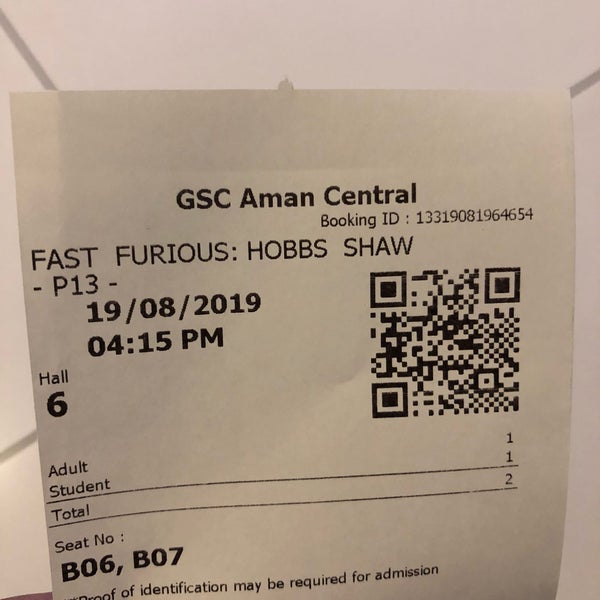 GSC Aman Central
Booking ID : 13319081964654
FAST FURIOUS: HOBBS SHAW
- P13 -
19/08/2019
04:15 PM
Hall
6
Adult 1
Student 1
Total 2
Seat No :
B06, B07
**Proof of identification may be required for admission